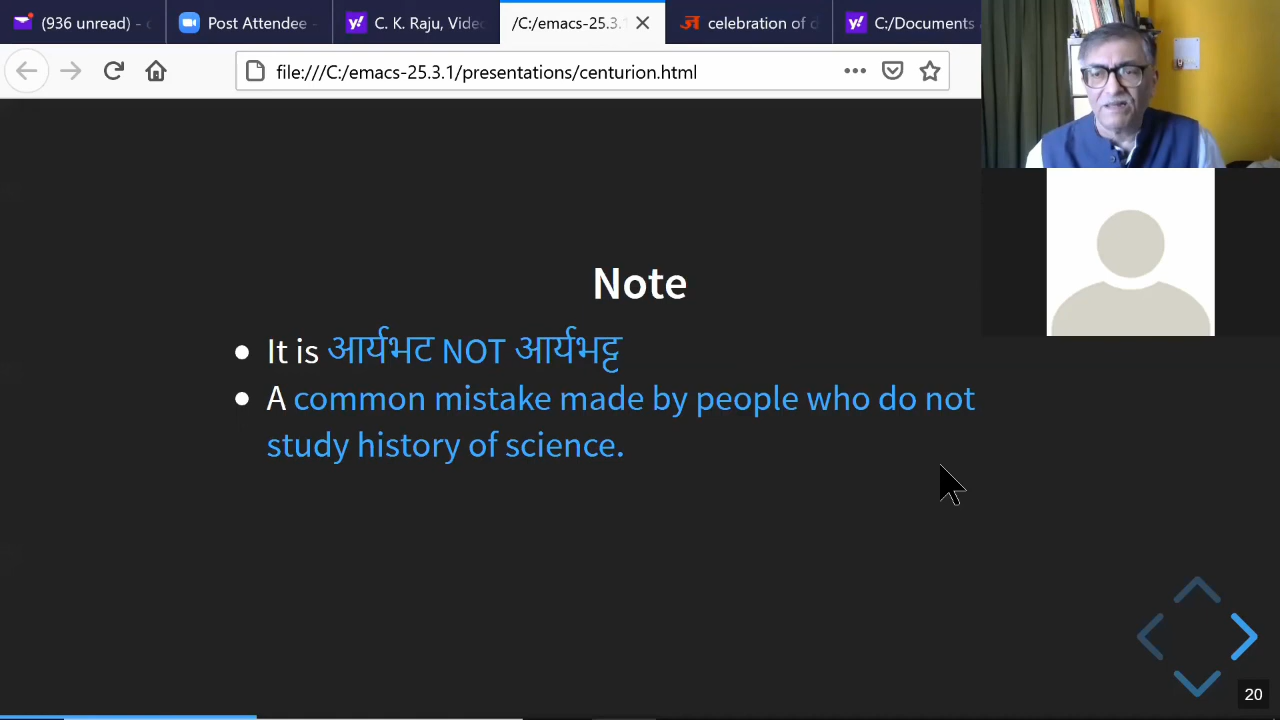 (936 unread) - c
Post Attendee -
C. K. Raju, Vide
/C:/emacs-25.3.1
celebration of d
C:/Documents
file:///C:/emacs-25.3.1/presentations/centurion.html
Note
It is आर्यभट NOT आर्यभट्ट
A common mistake made by people who do not
study history of science.
20